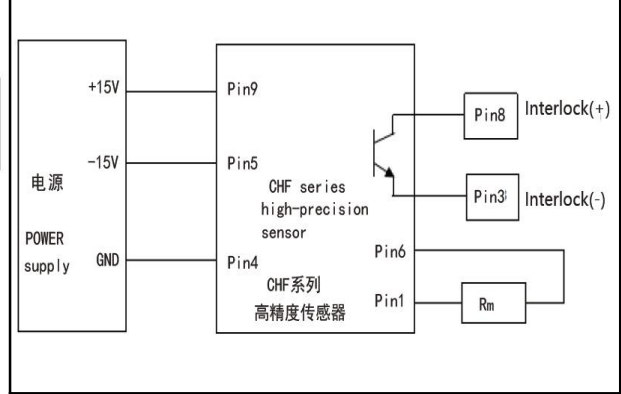 +15V
-15V
电源
POWER
supply
GND
Pin9
Pin5
CHF series
high-precision
sensor
Pin4
CHF系列
高精度传感器
Pin6
Pin1
Pin8
Interlock(+)
Pin3
Interlock(-)
Rm